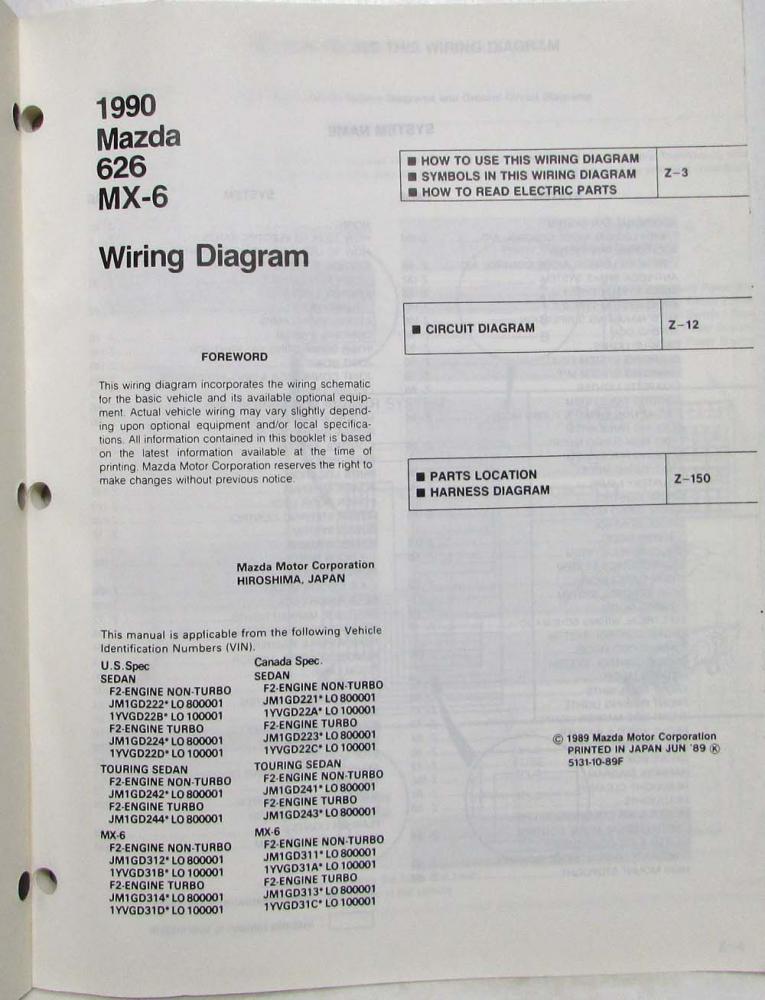 1990
Mazda
626
MX-6
Wiring Diagram
FOREWORD
This wiring diagram incorporates the wiring schematic
for the basic vehicle and its available optional equip-
ment. Actual vehicle wiring may vary slightly depend-
ing upon optional equipment and/or local specifica-
tions. All information contained in this booklet is based
on the latest information available at the time of
printing. Mazda Motor Corporation reserves the right to
make changes without previous notice.
Mazda Motor Corporation
HIROSHIMA, JAPAN
This manual is applicable from the following Vehicle
Identification Numbers (VIN).
U.S.Spec
SEDAN
F2-ENGINE NON-TURBO
JM1GD222* LO 800001
1YVGD22B* LO 100001
F2-ENGINE TURBO
JM1GD224* LO 800001
1YVGD22D* LO 100001
TOURING SEDAN
F2-ENGINE NON-TURBO
JM1GD242* LO 800001
F2-ENGINE TURBO
JM1GD244* LO 800001
MX-6
F2-ENGINE NON-TURBO
JM1GD312* LO 800001
1YVGD31B* LO 100001
F2-ENGINE TURBO
JM1GD314* LO 800001
1YVGD31D* LO 100001
Canada Spec.
SEDAN
F2-ENGINE NON-TURBO
JM1GD221* LO 800001
1YVGD22A* LO 100001
F2-ENGINE TURBO
JM1GD223* LO 800001
1YVGD22C* LO 100001
TOURING SEDAN
F2-ENGINE NON-TURBO
JM1GD241* LO 800001
F2-ENGINE TURBO
JM1GD243* LO 800001
MX-6
F2-ENGINE NON-TURBO
JM1GD311* LO 800001
1YVGD31A* LO 100001
F2-ENGINE TURBO
JM1GD313* LO 800001
1YVGD31C* LO 100001
■ HOW TO USE THIS WIRING DIAGRAM
■ SYMBOLS IN THIS WIRING DIAGRAM Z-3
■ HOW TO READ ELECTRIC PARTS
■ CIRCUIT DIAGRAM Z-12
■ PARTS LOCATION Z-150
■ HARNESS DIAGRAM
© 1989 Mazda Motor Corporation
PRINTED IN JAPAN JUN '89 Ⓡ
5131-10-89F